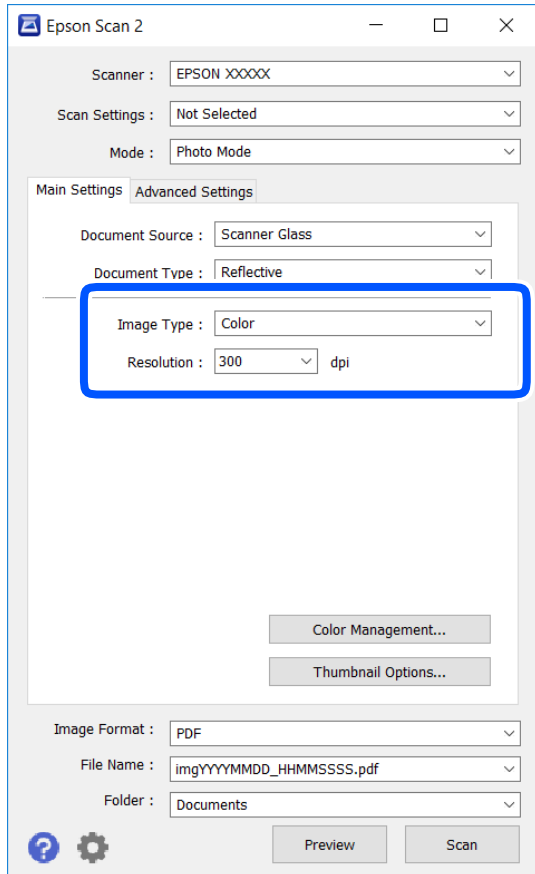 Epson Scan 2
Scanner : EPSON XXXXX
Scan Settings : Not Selected
Mode : Photo Mode
Main Settings Advanced Settings
Document Source : Scanner Glass
Document Type : Reflective
Image Type : Color
Resolution : 300 dpi
Color Management...
Thumbnail Options...
Image Format : PDF
File Name : imgYYYYMMDD_HHMMSSSS.pdf
Folder : Documents
? Preview Scan